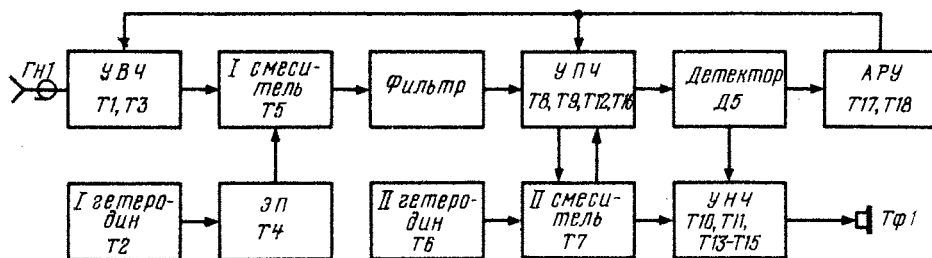 Гн1
УВЧ
Т1, Т3
I смеси-
тель
Т5
Фильтр
УПЧ
Т8, Т9, Т12, Т16
Детектор
Д5
АРУ
Т17, Т18
I гетеро-
дин
Т2
ЭП
Т4
II гетеро-
дин
Т6
II смеси-
тель
Т7
УНЧ
Т10, Т11,
Т13-Т15
Тф1